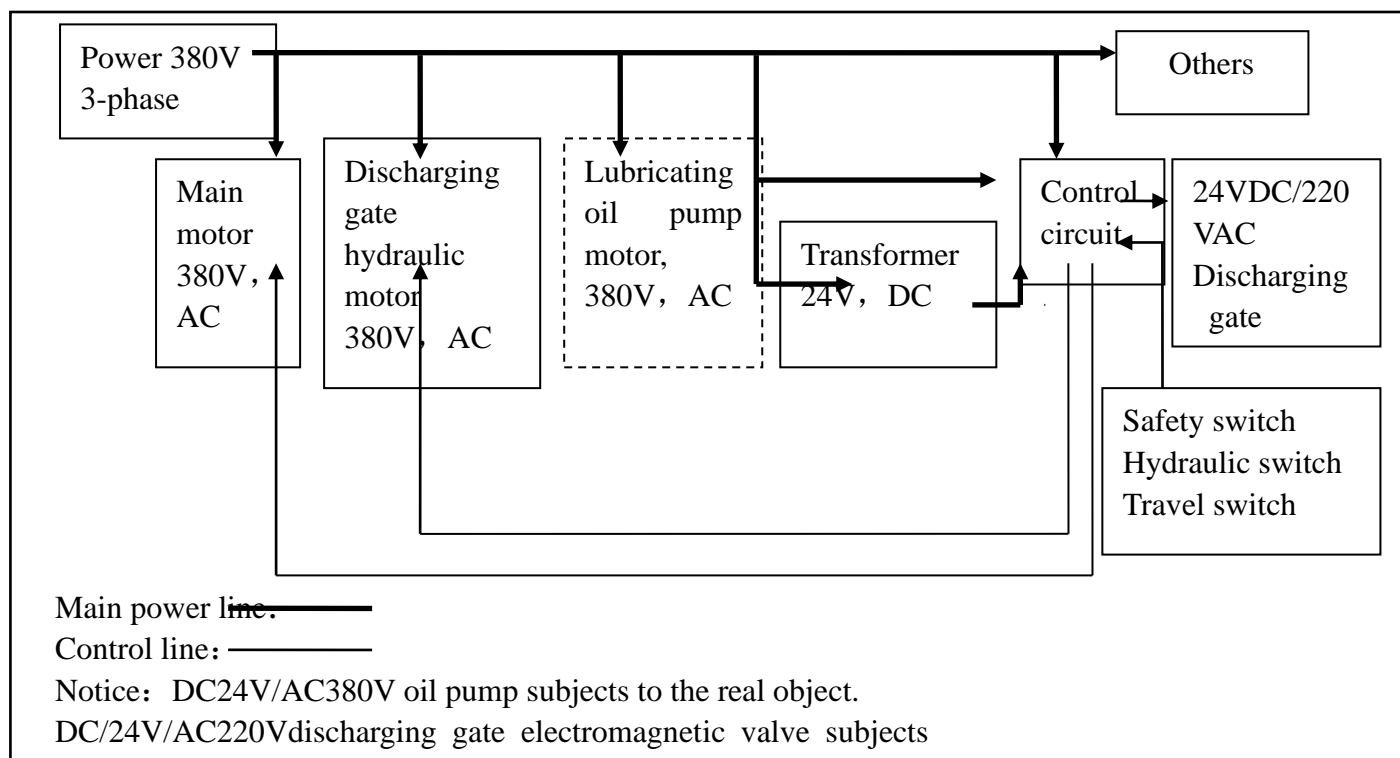 Power 380V
3-phase
Others
Main
motor
380V，
AC
Discharging
gate
hydraulic
motor
380V，AC
Lubricating
oil pump
motor,
380V，AC
Transformer
24V，DC
Control
circuit
24VDC/220
VAC
Discharging
gate
Safety switch
Hydraulic switch
Travel switch
Main power line：
Control line：
Notice：DC24V/AC380V oil pump subjects to the real object.
DC/24V/AC220Vdischarging gate electromagnetic valve subjects